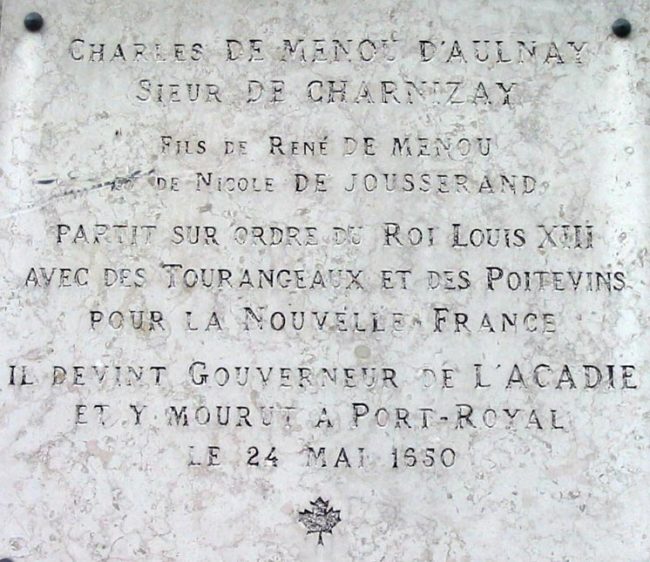 CHARLES DE MENOU D'AULNAY
SIEUR DE CHARNIZAY
FILS DE RENÉ DE MENOU
ET DE NICOLE DE JOUSSERAND
PARTIT SUR ORDRE DU ROI LOUIS XIII
AVEC DES TOURANGEAUX ET DES POITEVINS
POUR LA NOUVELLE-FRANCE
IL DEVINT GOUVERNEUR DE L'ACADIE
ET Y MOURUT A PORT-ROYAL
LE 24 MAI 1650